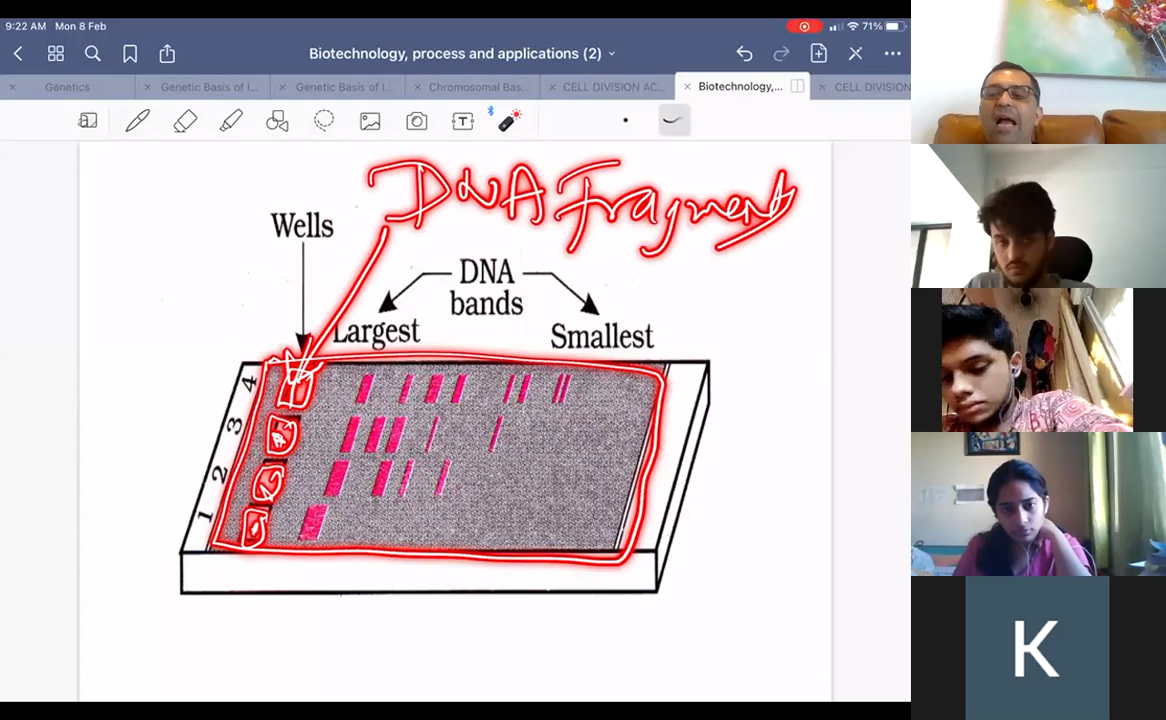 9:22 AM Mon 8 Feb
71%
Biotechnology, process and applications (2)
Genetics
Genetic Basis of I...
Genetic Basis of I...
Chromosomal Bas...
CELL DIVISION AC...
Biotechnology,...
CELL DIVISION
T
DNA Fragments
Wells
DNA
bands
Largest
Smallest
4
3
2
1
K